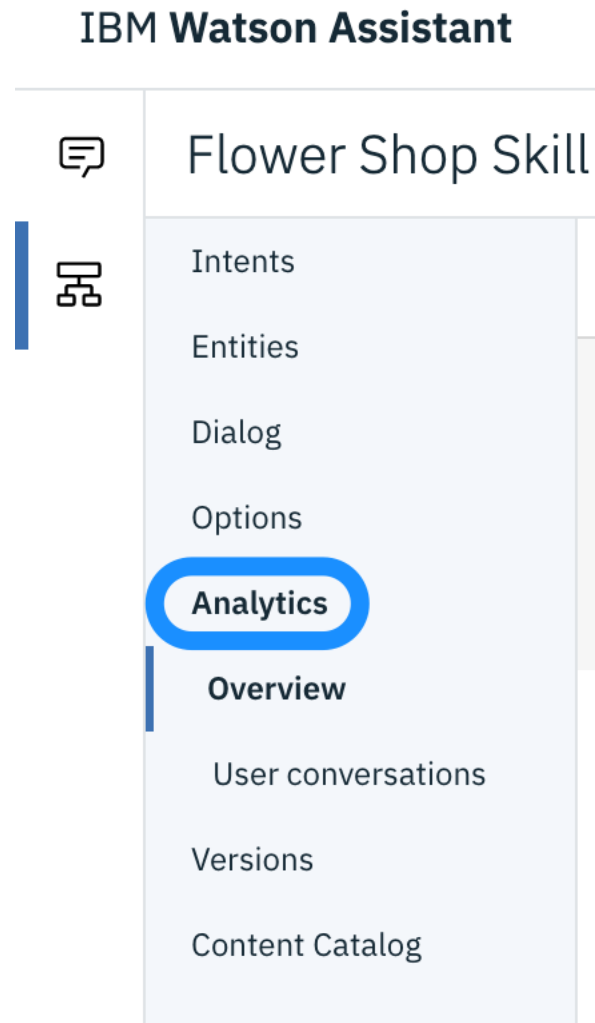 IBM Watson Assistant
Flower Shop Skill
Intents
Entities
Dialog
Options
Analytics
Overview
User conversations
Versions
Content Catalog